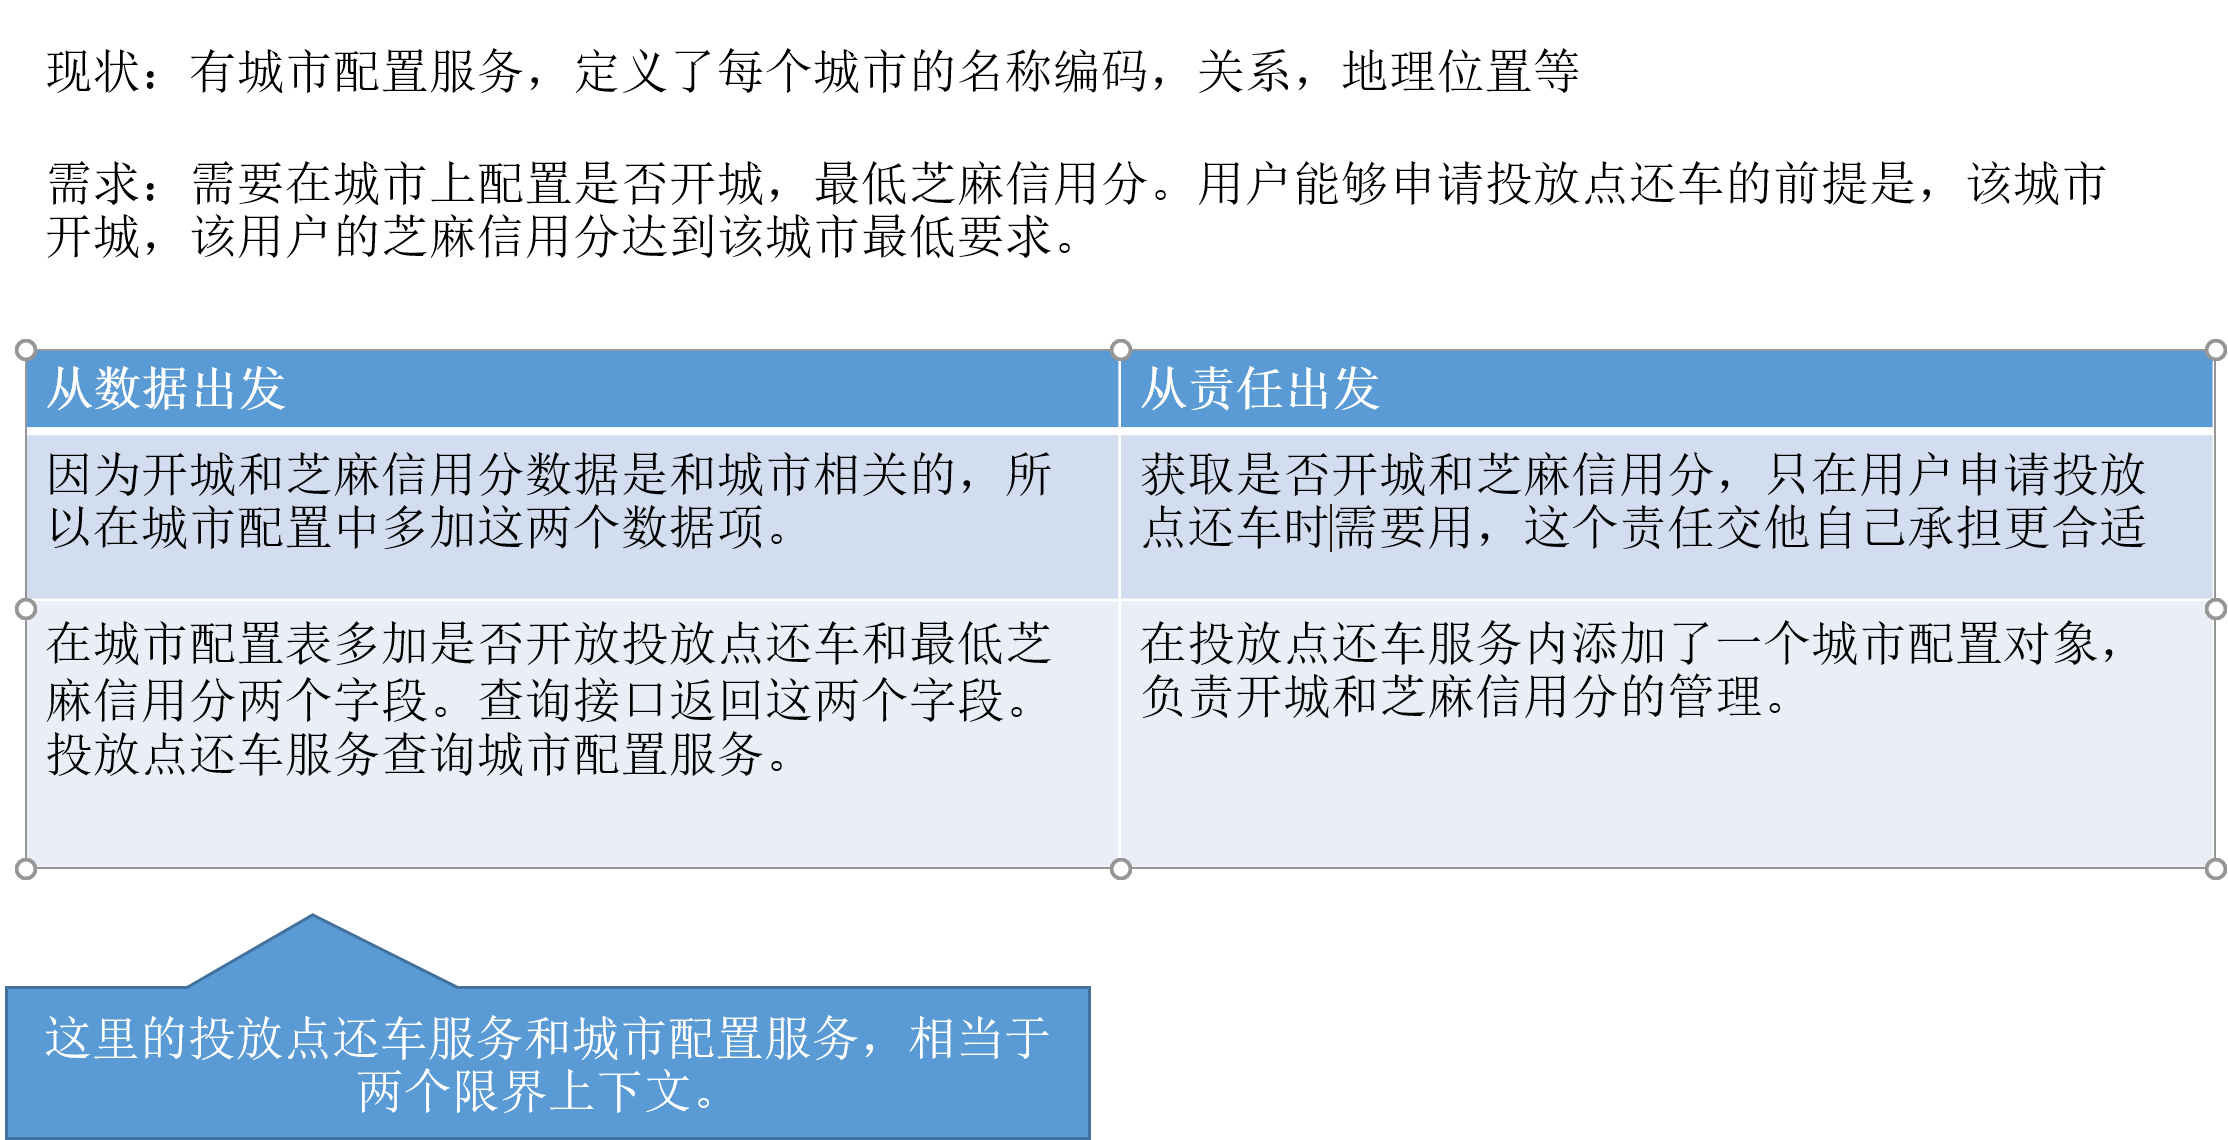 现状：有城市配置服务，定义了每个城市的名称编码，关系，地理位置等
需求：需要在城市上配置是否开城，最低芝麻信用分。用户能够申请投放点还车的前提是，该城市
开城，该用户的芝麻信用分达到该城市最低要求。
从数据出发
从责任出发
因为开城和芝麻信用分数据是和城市相关的，所
以在城市配置中多加这两个数据项。
获取是否开城和芝麻信用分，只在用户申请投放
点还车时需要用，这个责任交他自己承担更合适
在城市配置表多加是否开放投放点还车和最低芝
麻信用分两个字段。查询接口返回这两个字段。
投放点还车服务查询城市配置服务。
在投放点还车服务内添加了一个城市配置对象，
负责开城和芝麻信用分的管理。
这里的投放点还车服务和城市配置服务，相当于
两个限界上下文。